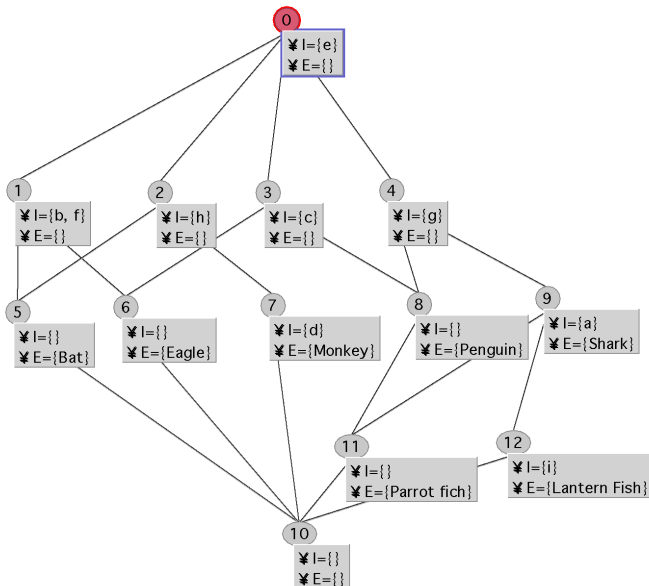 0
¥ I={e}
¥ E={}
1
2
3
4
¥ I={b, f}
¥ E={}
¥ I={h}
¥ E={}
¥ I={c}
¥ E={}
¥ I={g}
¥ E={}
5
6
7
8
9
¥ I={}
¥ E={Bat}
¥ I={}
¥ E={Eagle}
¥ I={d}
¥ E={Monkey}
¥ I={}
¥ E={Penguin}
¥ I={a}
¥ E={Shark}
11
12
¥ I={}
¥ E={Parrot fich}
¥ I={i}
¥ E={Lantern Fish}
10
¥ I={}
¥ E={}